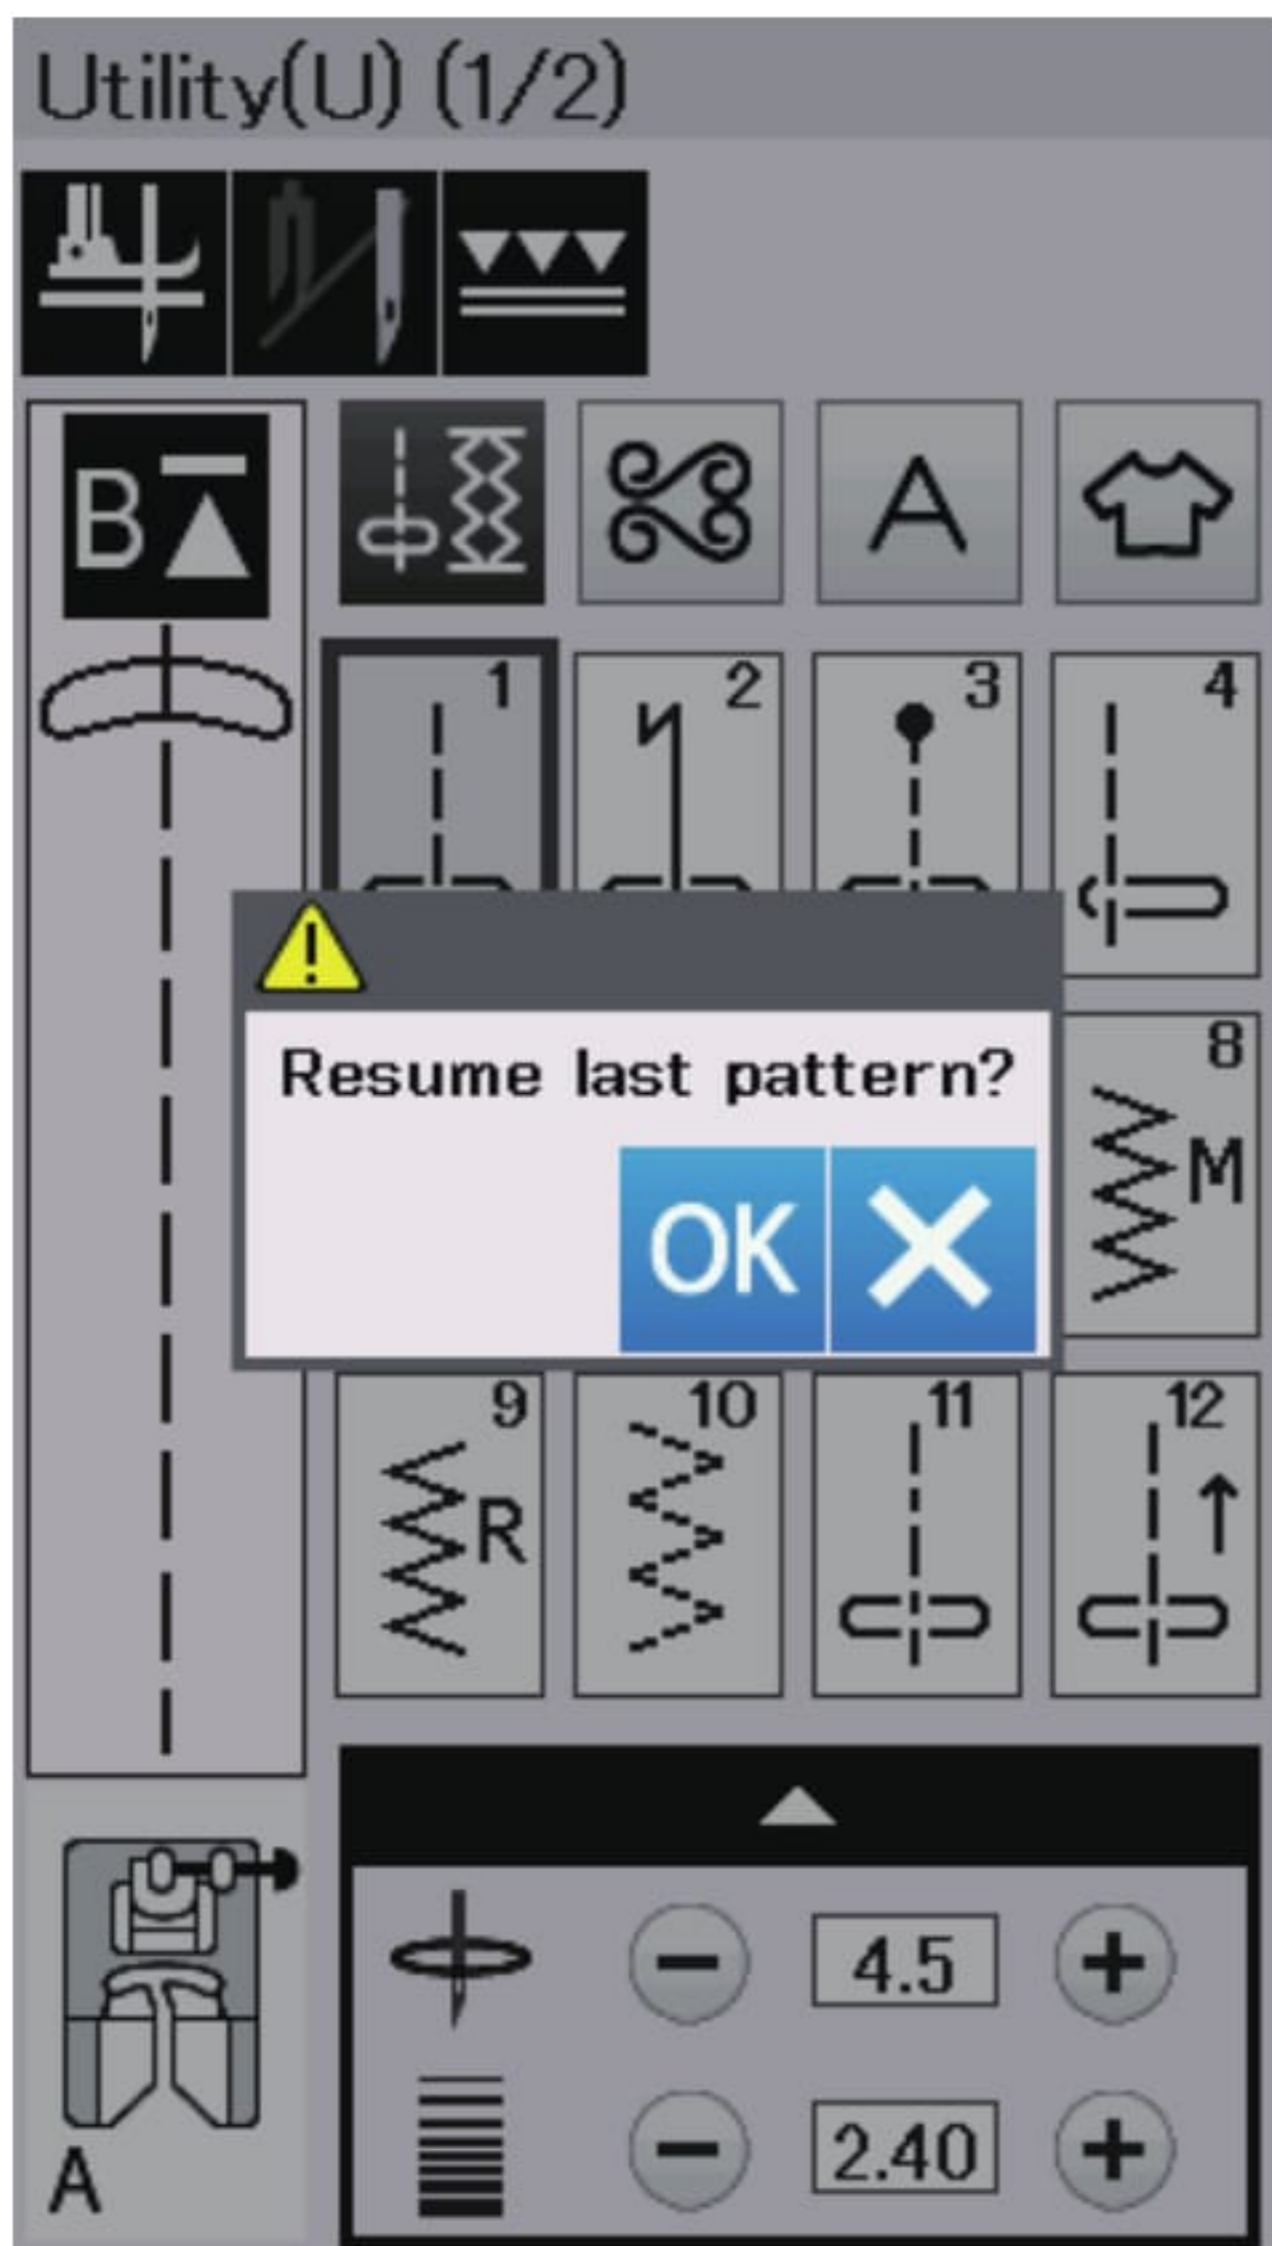 Utility(U) (1/2)
B
A
1 2 3 4
Resume last pattern?
OK
8
M
9 10 11 12
R
4.5
2.40
A